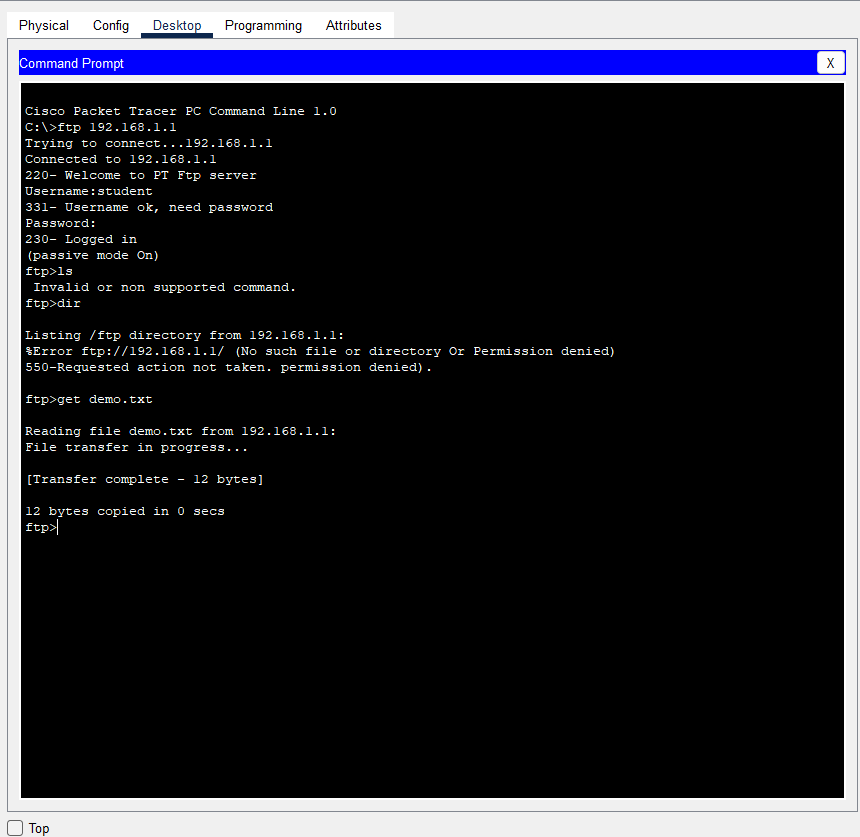 Physical Config Desktop Programming Attributes
Command Prompt X
Cisco Packet Tracer PC Command Line 1.0
C:\>ftp 192.168.1.1
Trying to connect...192.168.1.1
Connected to 192.168.1.1
220- Welcome to PT Ftp server
Username:student
331- Username ok, need password
Password:
230- Logged in
(passive mode On)
ftp>ls
Invalid or non supported command.
ftp>dir
Listing /ftp directory from 192.168.1.1:
%Error ftp://192.168.1.1/ (No such file or directory Or Permission denied)
550-Requested action not taken. permission denied).
ftp>get demo.txt
Reading file demo.txt from 192.168.1.1:
File transfer in progress...
[Transfer complete - 12 bytes]
12 bytes copied in 0 secs
ftp>
Top